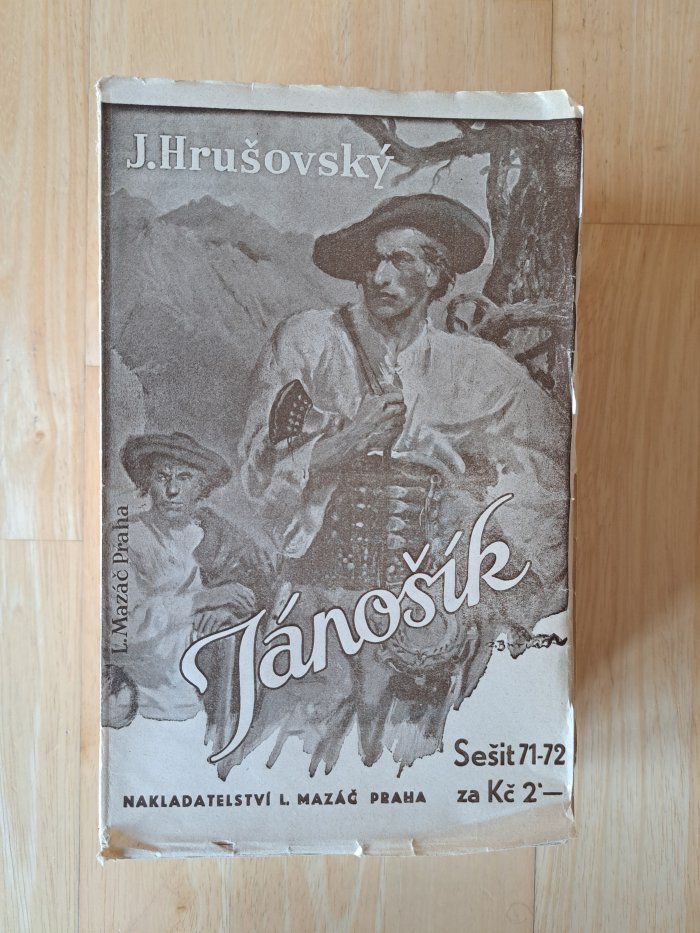 J.Hrušovský
L. Mazáč Praha
Jánošík
Sešit 71-72
za Kč 2·—
NAKLADATELSTVÍ L. MAZÁČ PRAHA